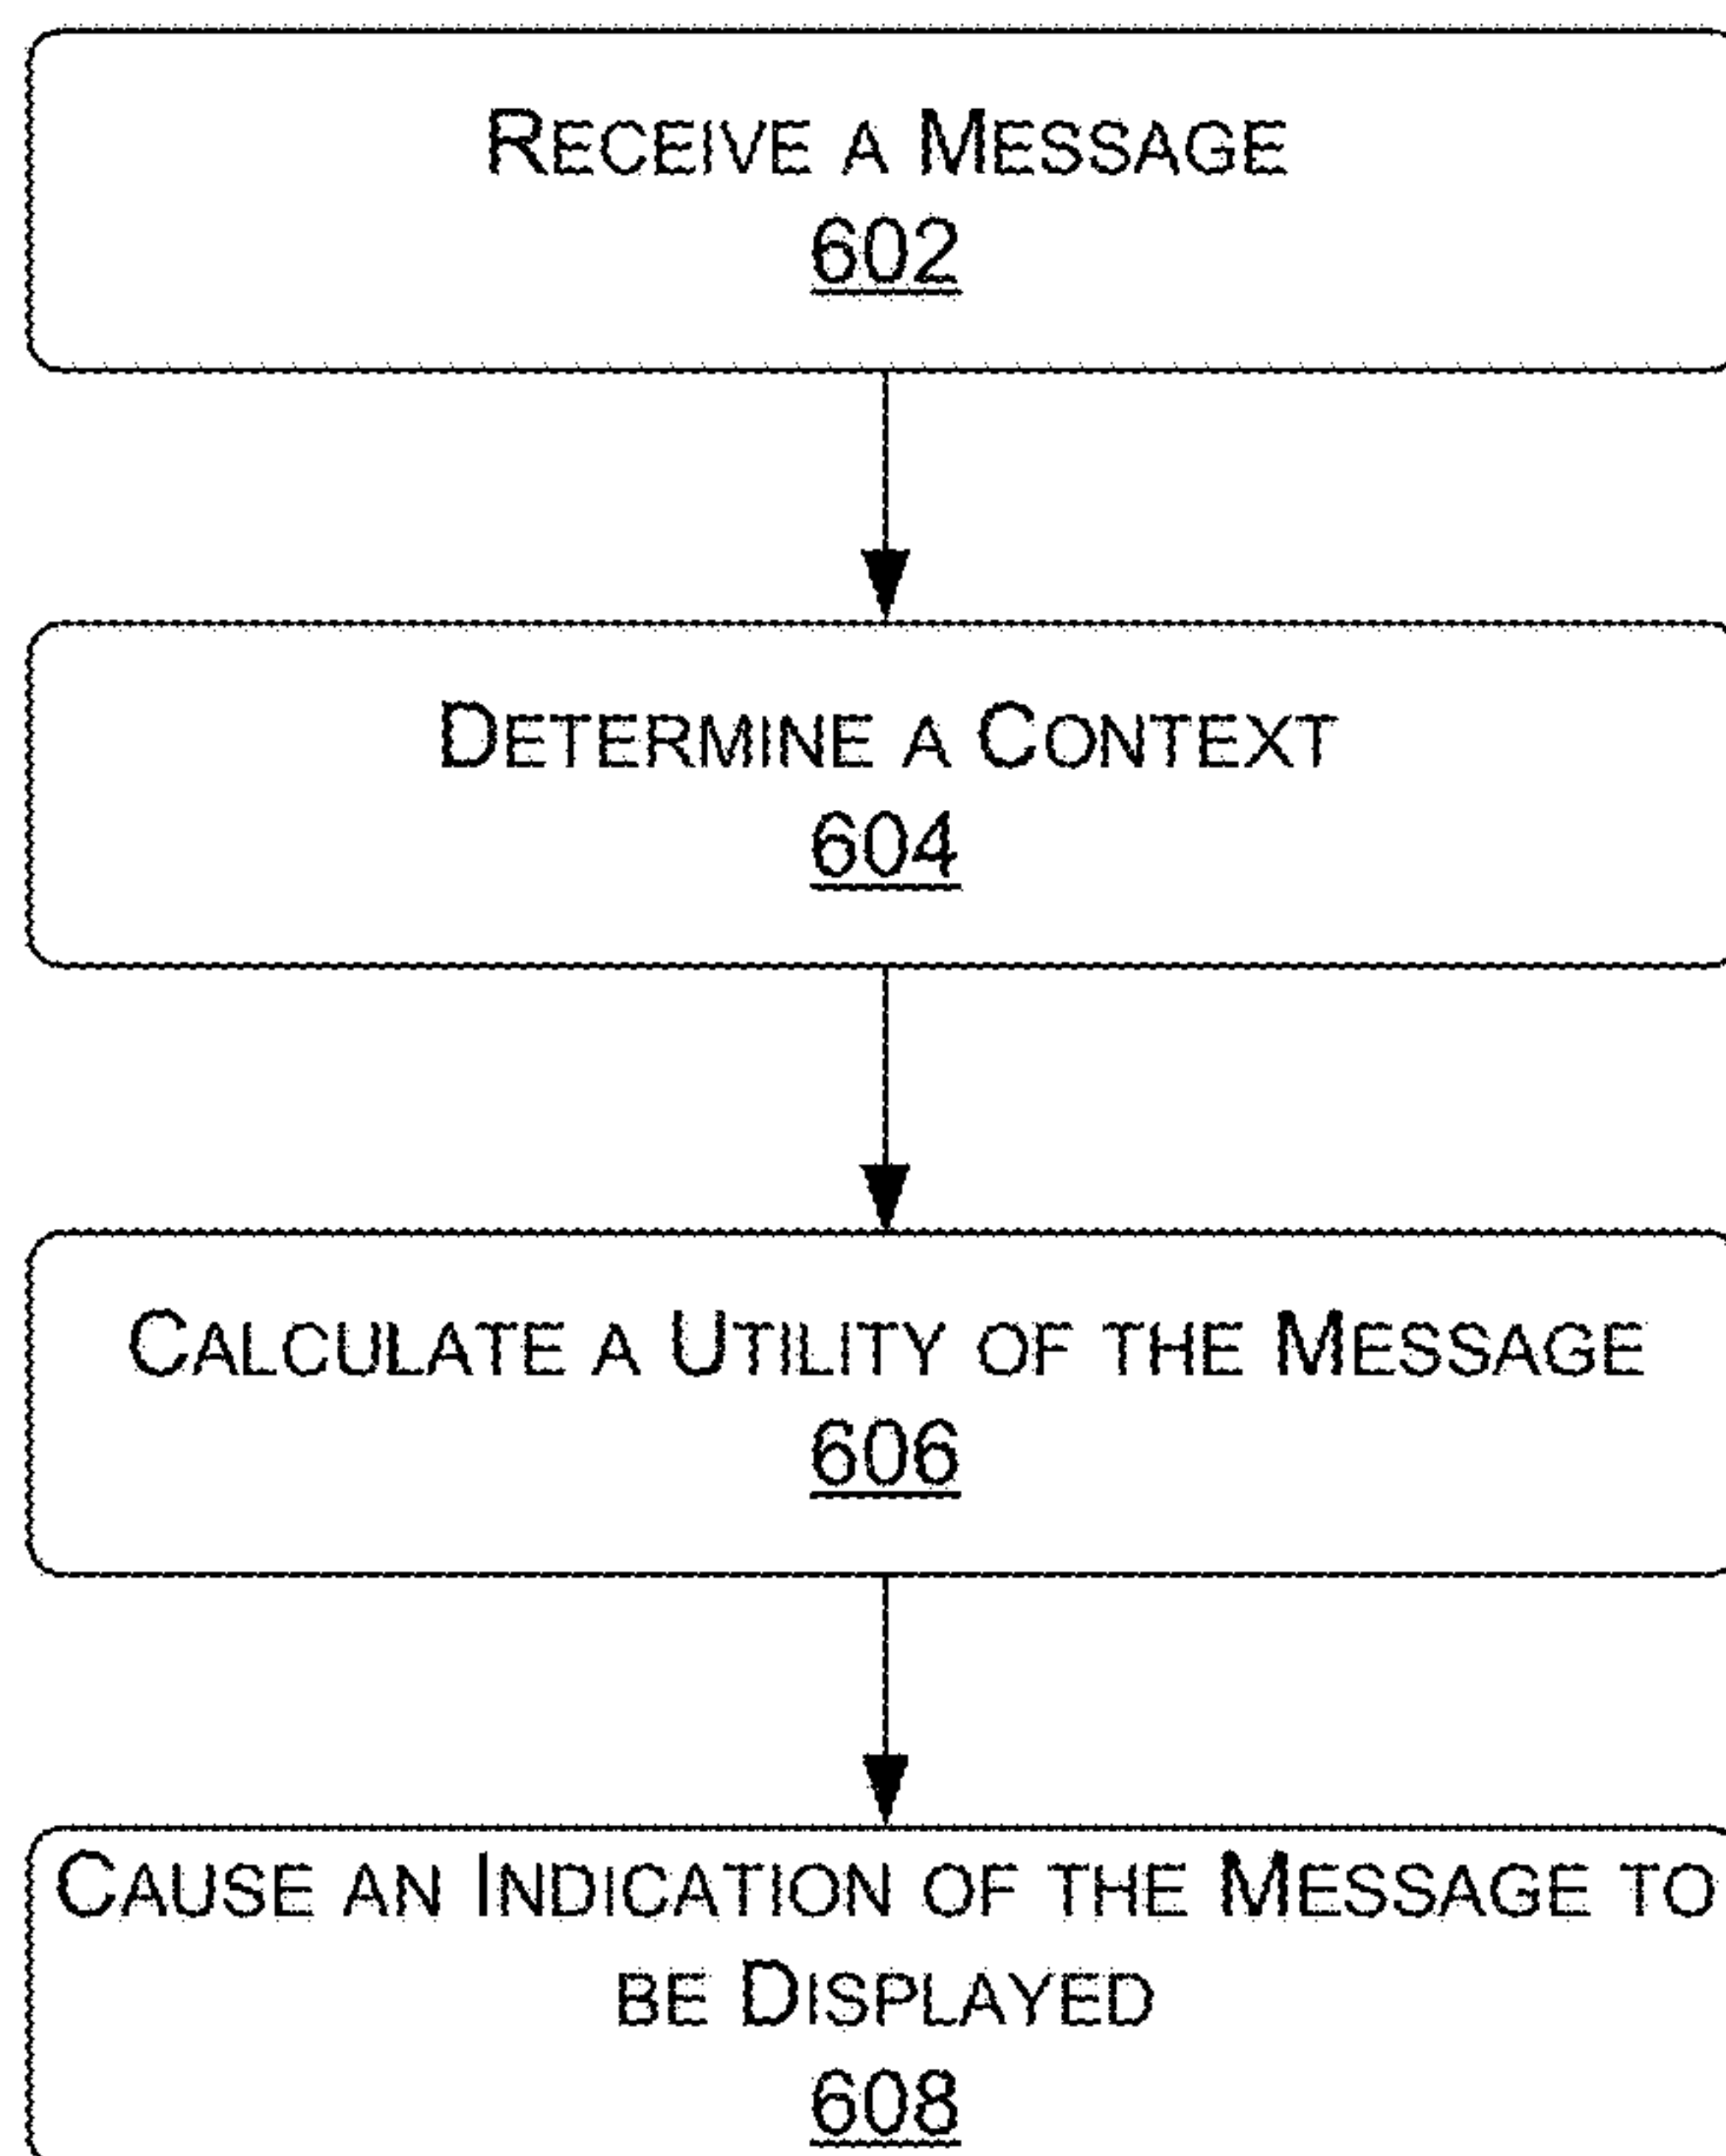 RECEIVE A MESSAGE
602
DETERMINE A CONTEXT
604
CALCULATE A UTILITY OF THE MESSAGE
606
CAUSE AN INDICATION OF THE MESSAGE TO
BE DISPLAYED
608